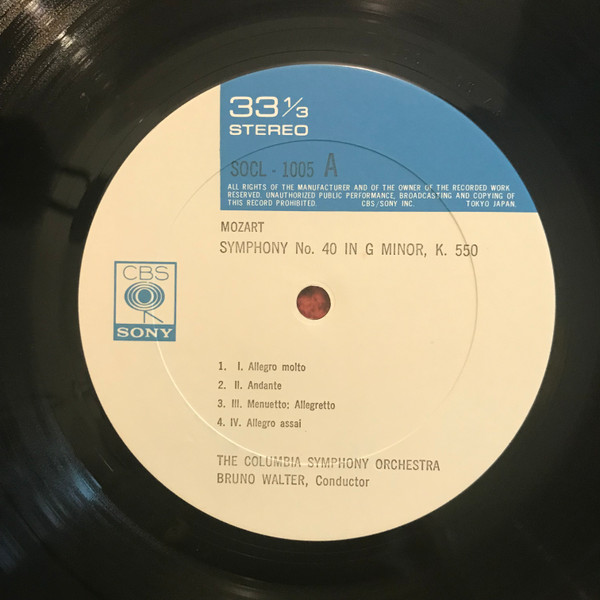 33 1/3
STEREO
SOCL - 1005 A
ALL RIGHTS OF THE MANUFACTURER AND OF THE OWNER OF THE RECORDED WORK
RESERVED. UNAUTHORIZED PUBLIC PERFORMANCE, BROADCASTING AND COPYING OF
THIS RECORD PROHIBITED. CBS/SONY INC. TOKYO JAPAN.
MOZART
SYMPHONY No. 40 IN G MINOR, K. 550
CBS
SONY
1. I. Allegro molto
2. II. Andante
3. III. Menuetto: Allegretto
4. IV. Allegro assai
THE COLUMBIA SYMPHONY ORCHESTRA
BRUNO WALTER, Conductor